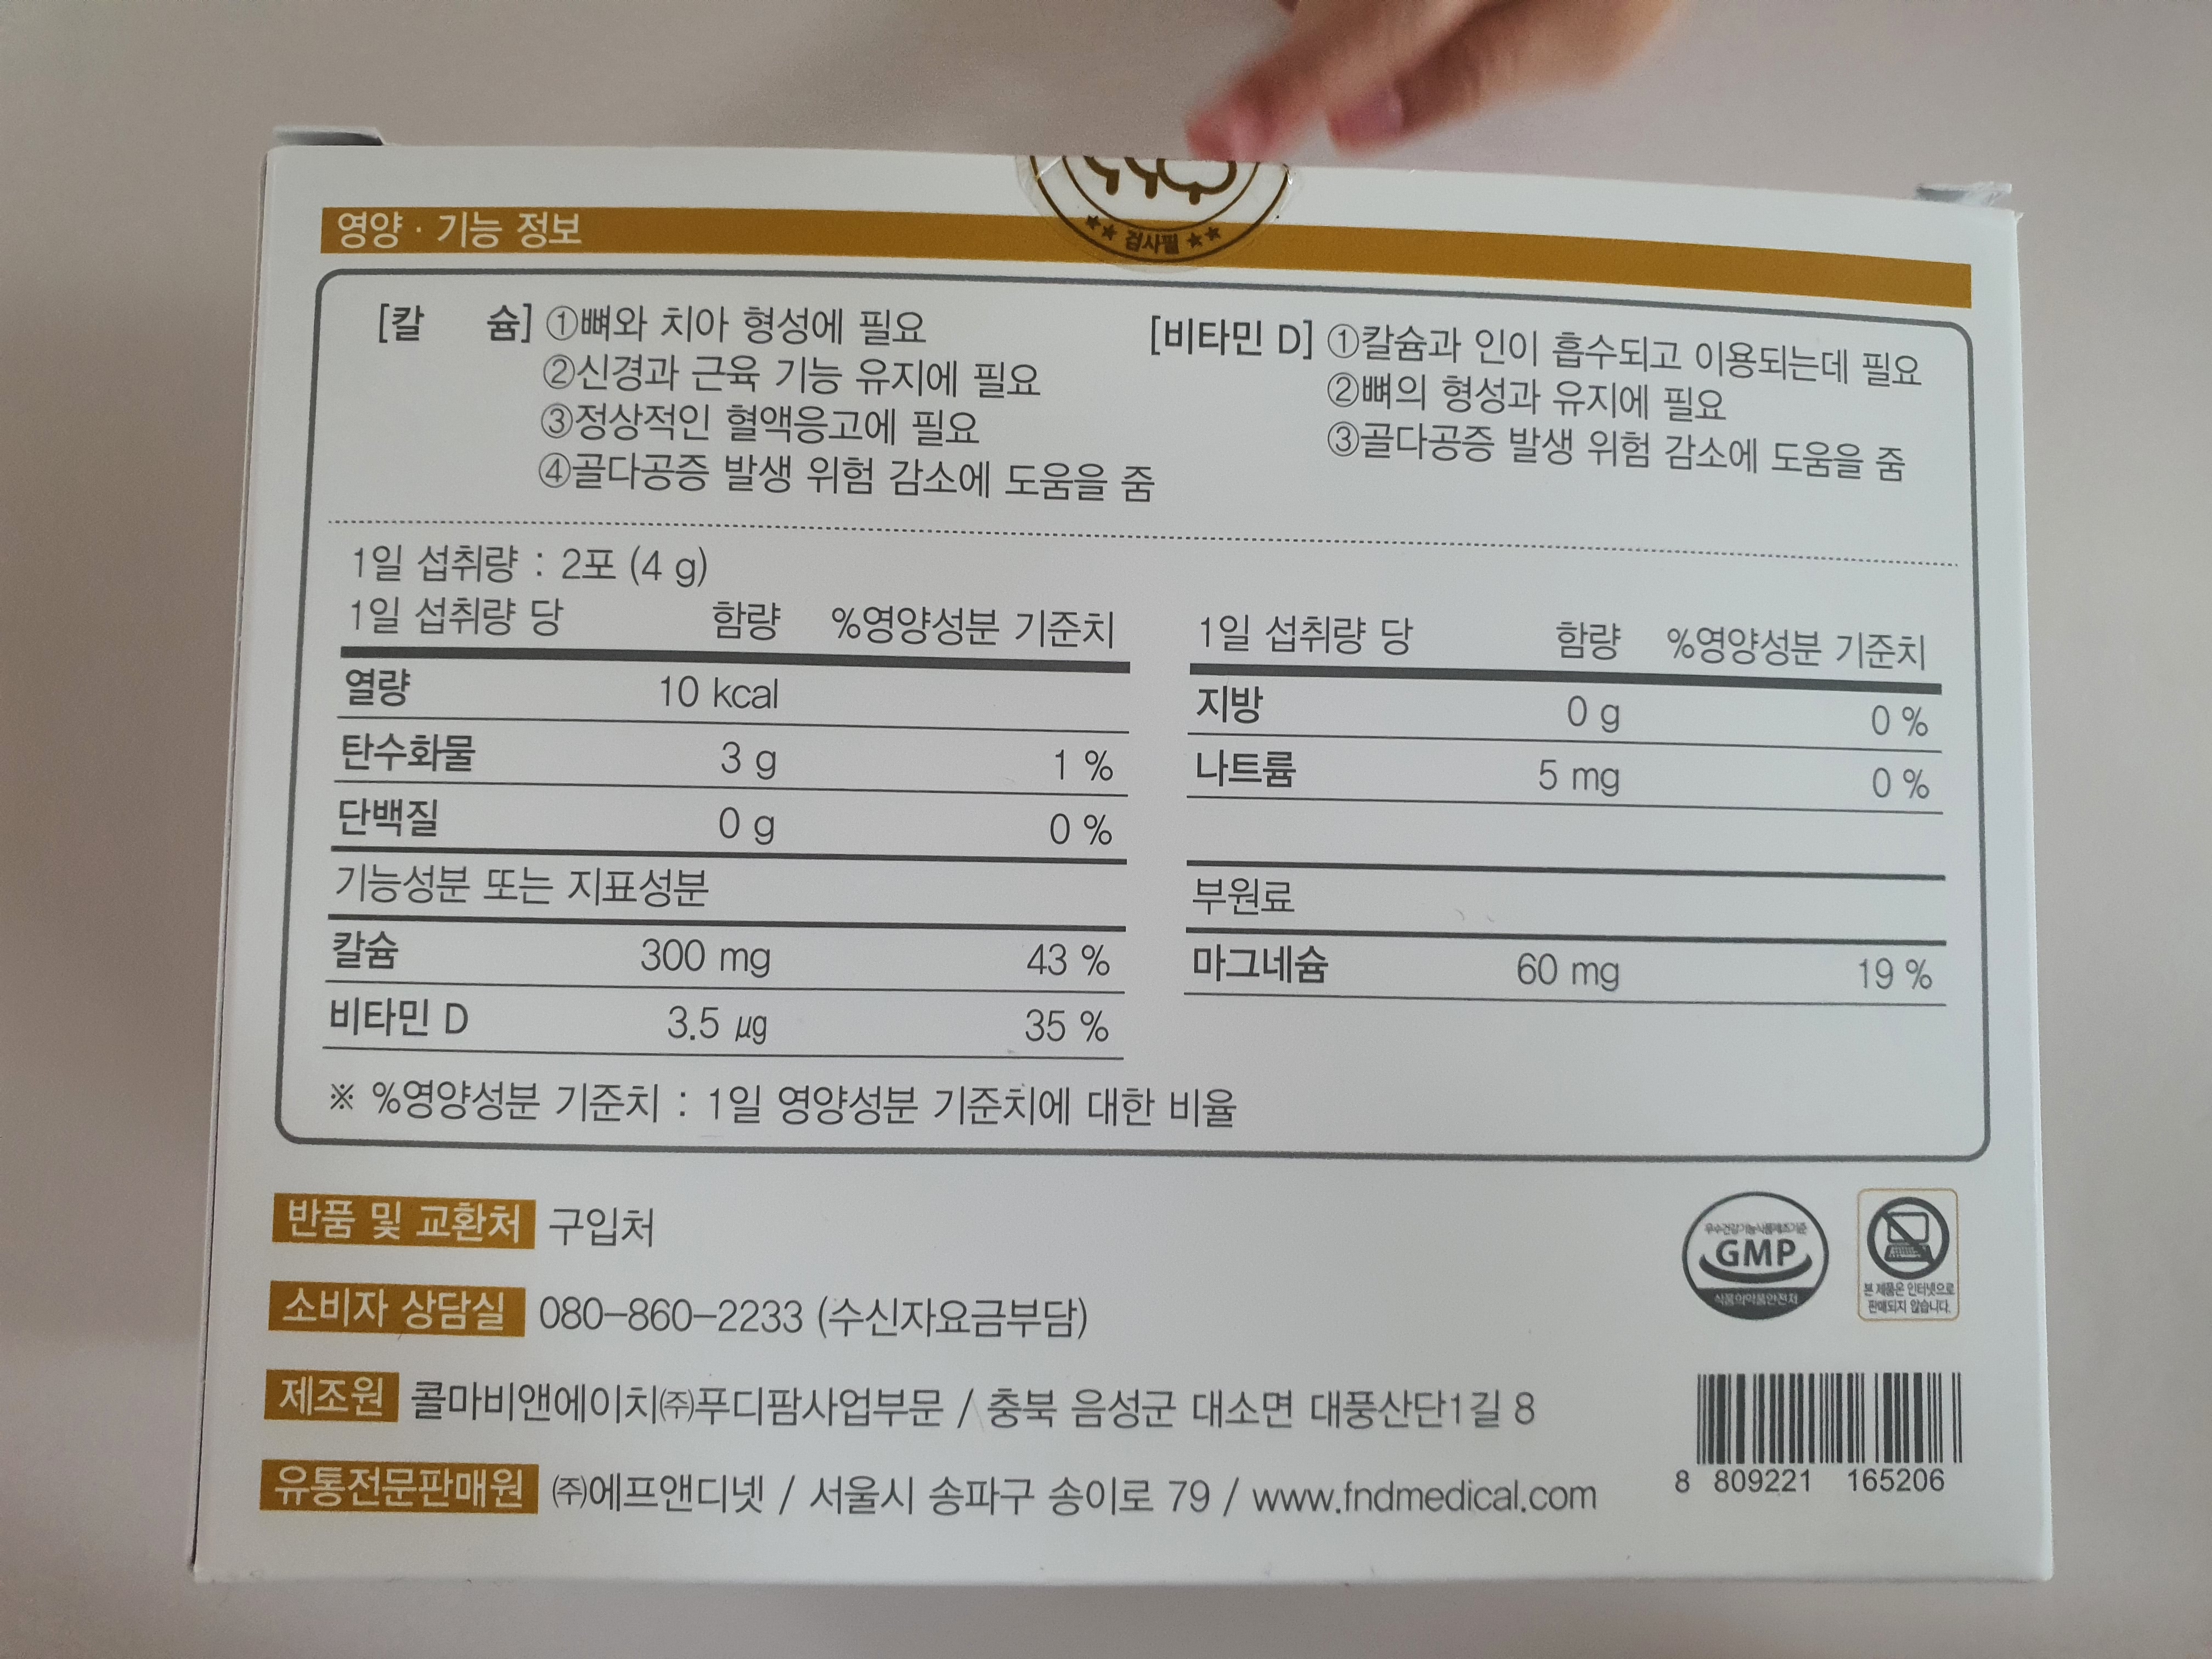 ★★ 검사필 ★★
영양 · 기능 정보
[칼 슘] ①뼈와 치아 형성에 필요
②신경과 근육 기능 유지에 필요
③정상적인 혈액응고에 필요
④골다공증 발생 위험 감소에 도움을 줌
[비타민 D] ①칼슘과 인이 흡수되고 이용되는데 필요
②뼈의 형성과 유지에 필요
③골다공증 발생 위험 감소에 도움을 줌
1일 섭취량 : 2포 (4 g)
1일 섭취량 당 함량 %영양성분 기준치
열량 10 kcal
탄수화물 3 g 1 %
단백질 0 g 0 %
기능성분 또는 지표성분
칼슘 300 mg 43 %
비타민 D 3.5 μg 35 %
1일 섭취량 당 함량 %영양성분 기준치
지방 0 g 0 %
나트륨 5 mg 0 %
부원료
마그네슘 60 mg 19 %
※ %영양성분 기준치 : 1일 영양성분 기준치에 대한 비율
반품 및 교환처 구입처
소비자 상담실 080-860-2233 (수신자요금부담)
제조원 콜마비앤에이치㈜푸디팜사업부문 / 충북 음성군 대소면 대풍산단1길 8
유통전문판매원 ㈜에프앤디넷 / 서울시 송파구 송이로 79 / www.fndmedical.com
우수건강기능식품제조기준
GMP
식품의약품안전처
본 제품은 인터넷으로
판매되지 않습니다.
8 809221 165206